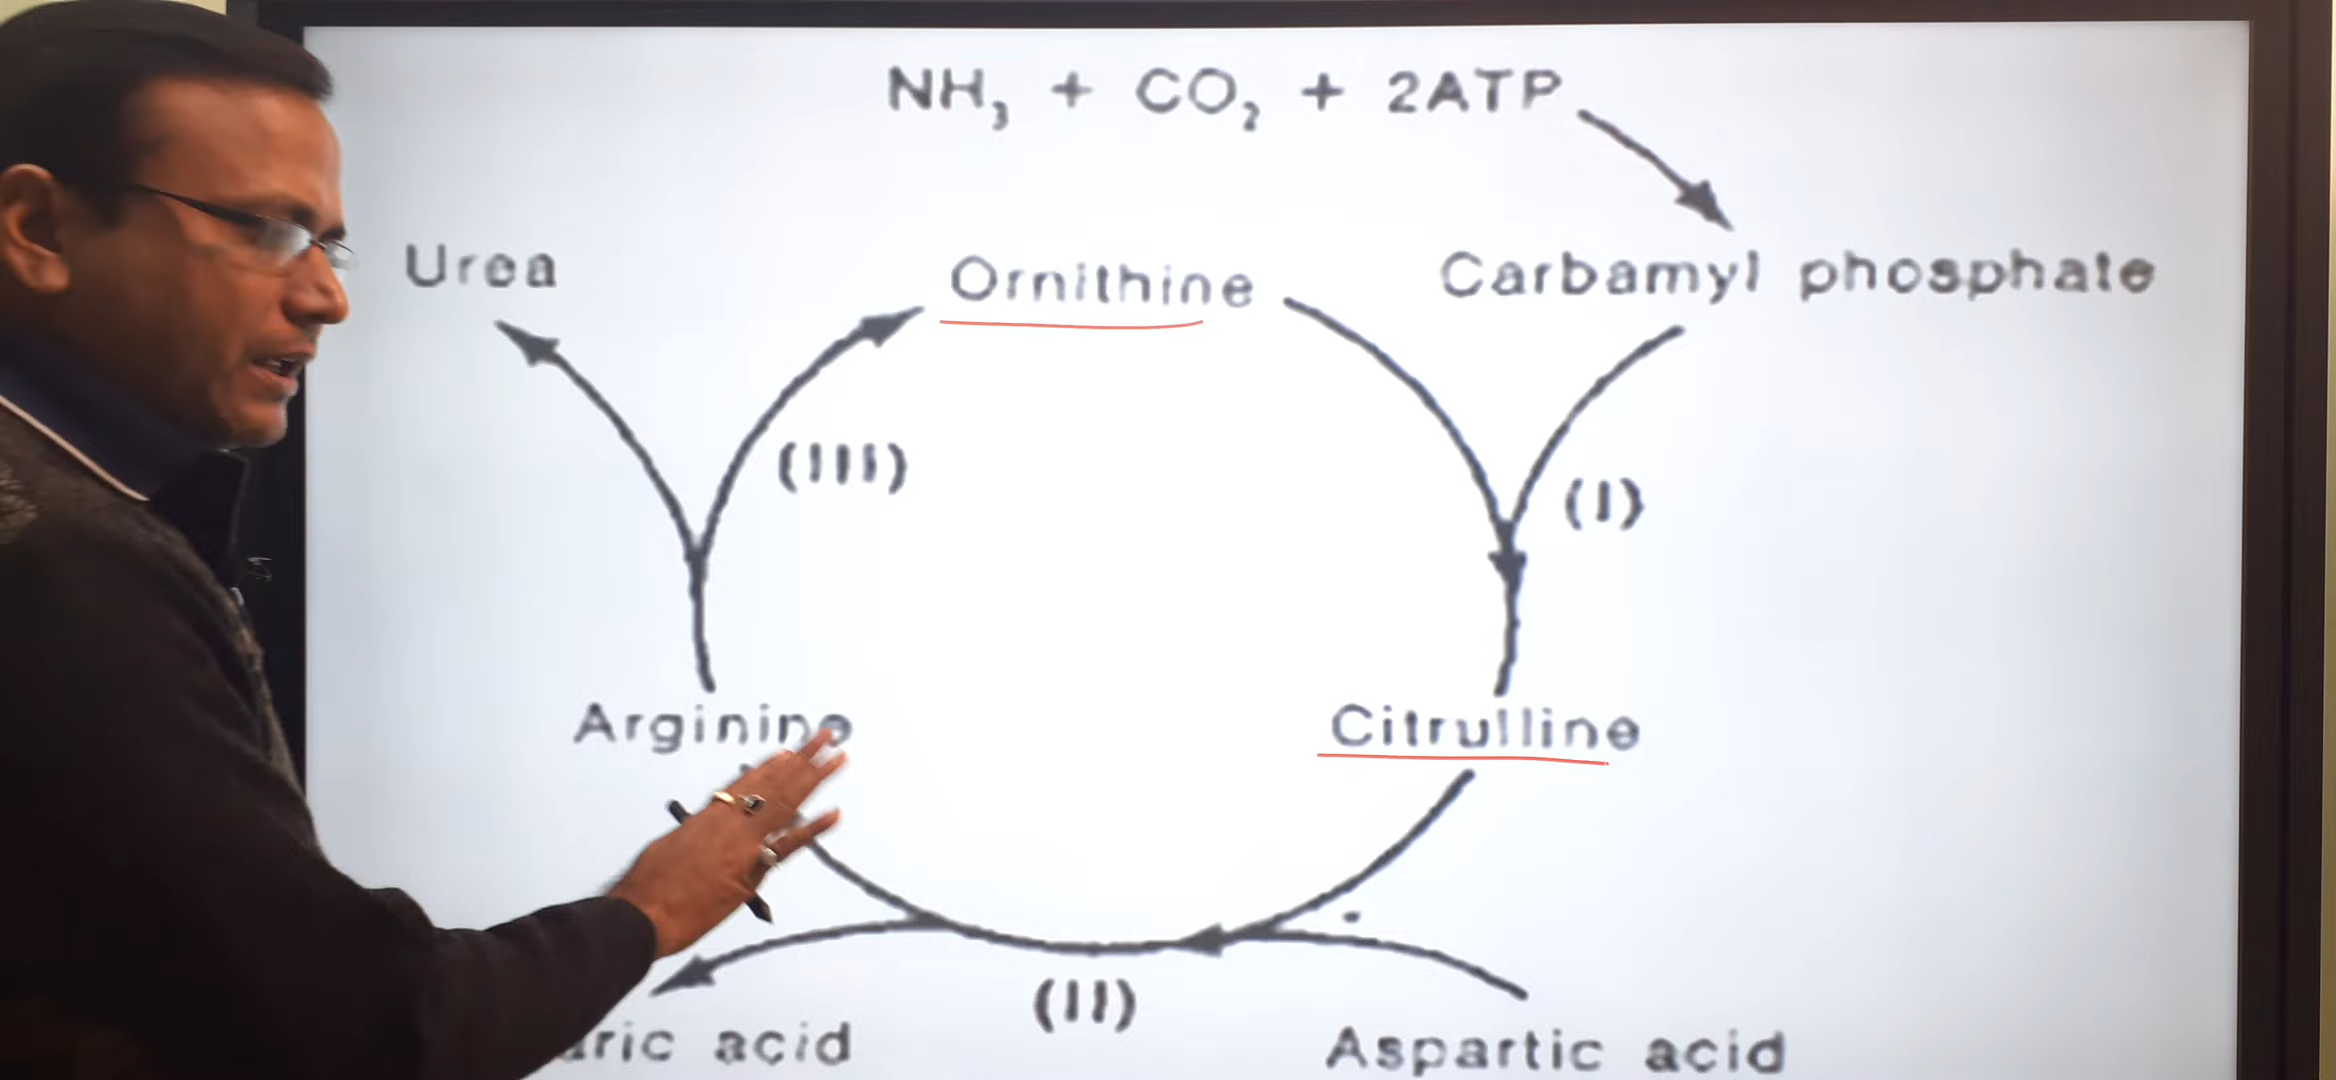 NH₃ + CO₂ + 2ATP
Urea
Ornithine
Carbamyl phosphate
(III)
(I)
Arginine
Citrulline
(II)
acid
Aspartic acid